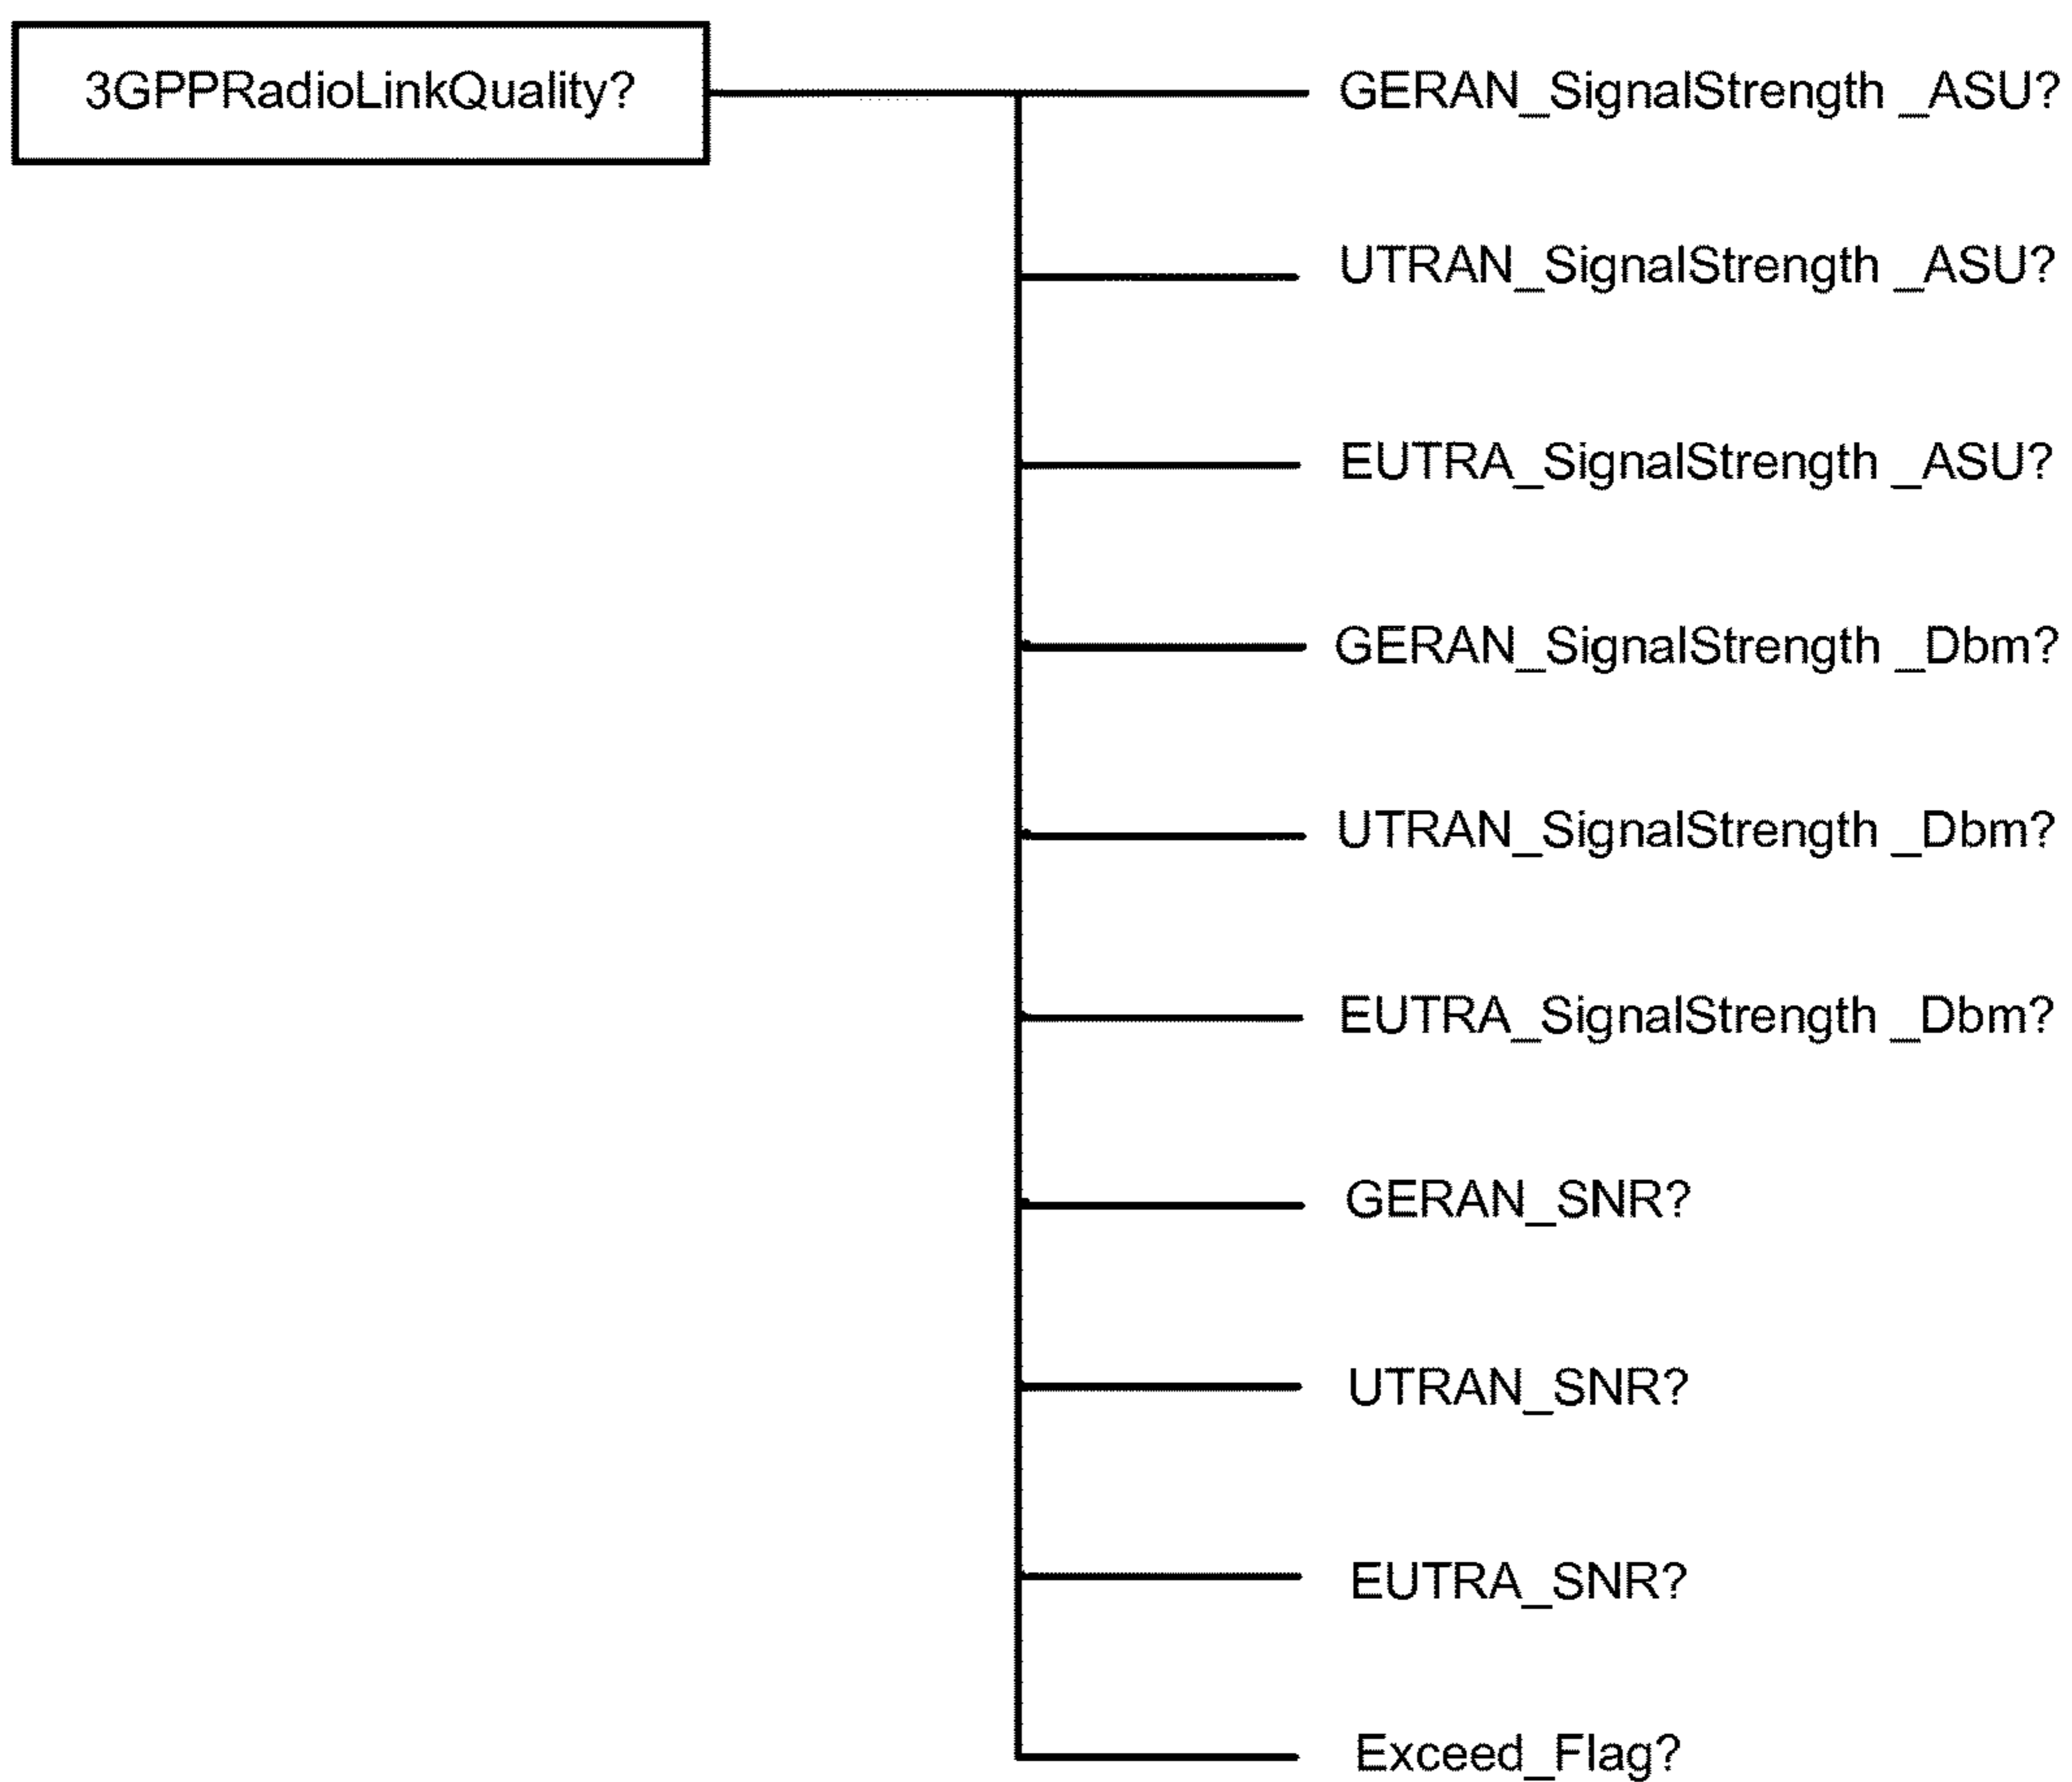 3GPPRadioLinkQuality?
GERAN_SignalStrength _ASU?
UTRAN_SignalStrength _ASU?
EUTRA_SignalStrength _ASU?
GERAN_SignalStrength _Dbm?
UTRAN_SignalStrength _Dbm?
EUTRA_SignalStrength _Dbm?
GERAN_SNR?
UTRAN_SNR?
EUTRA_SNR?
Exceed_Flag?